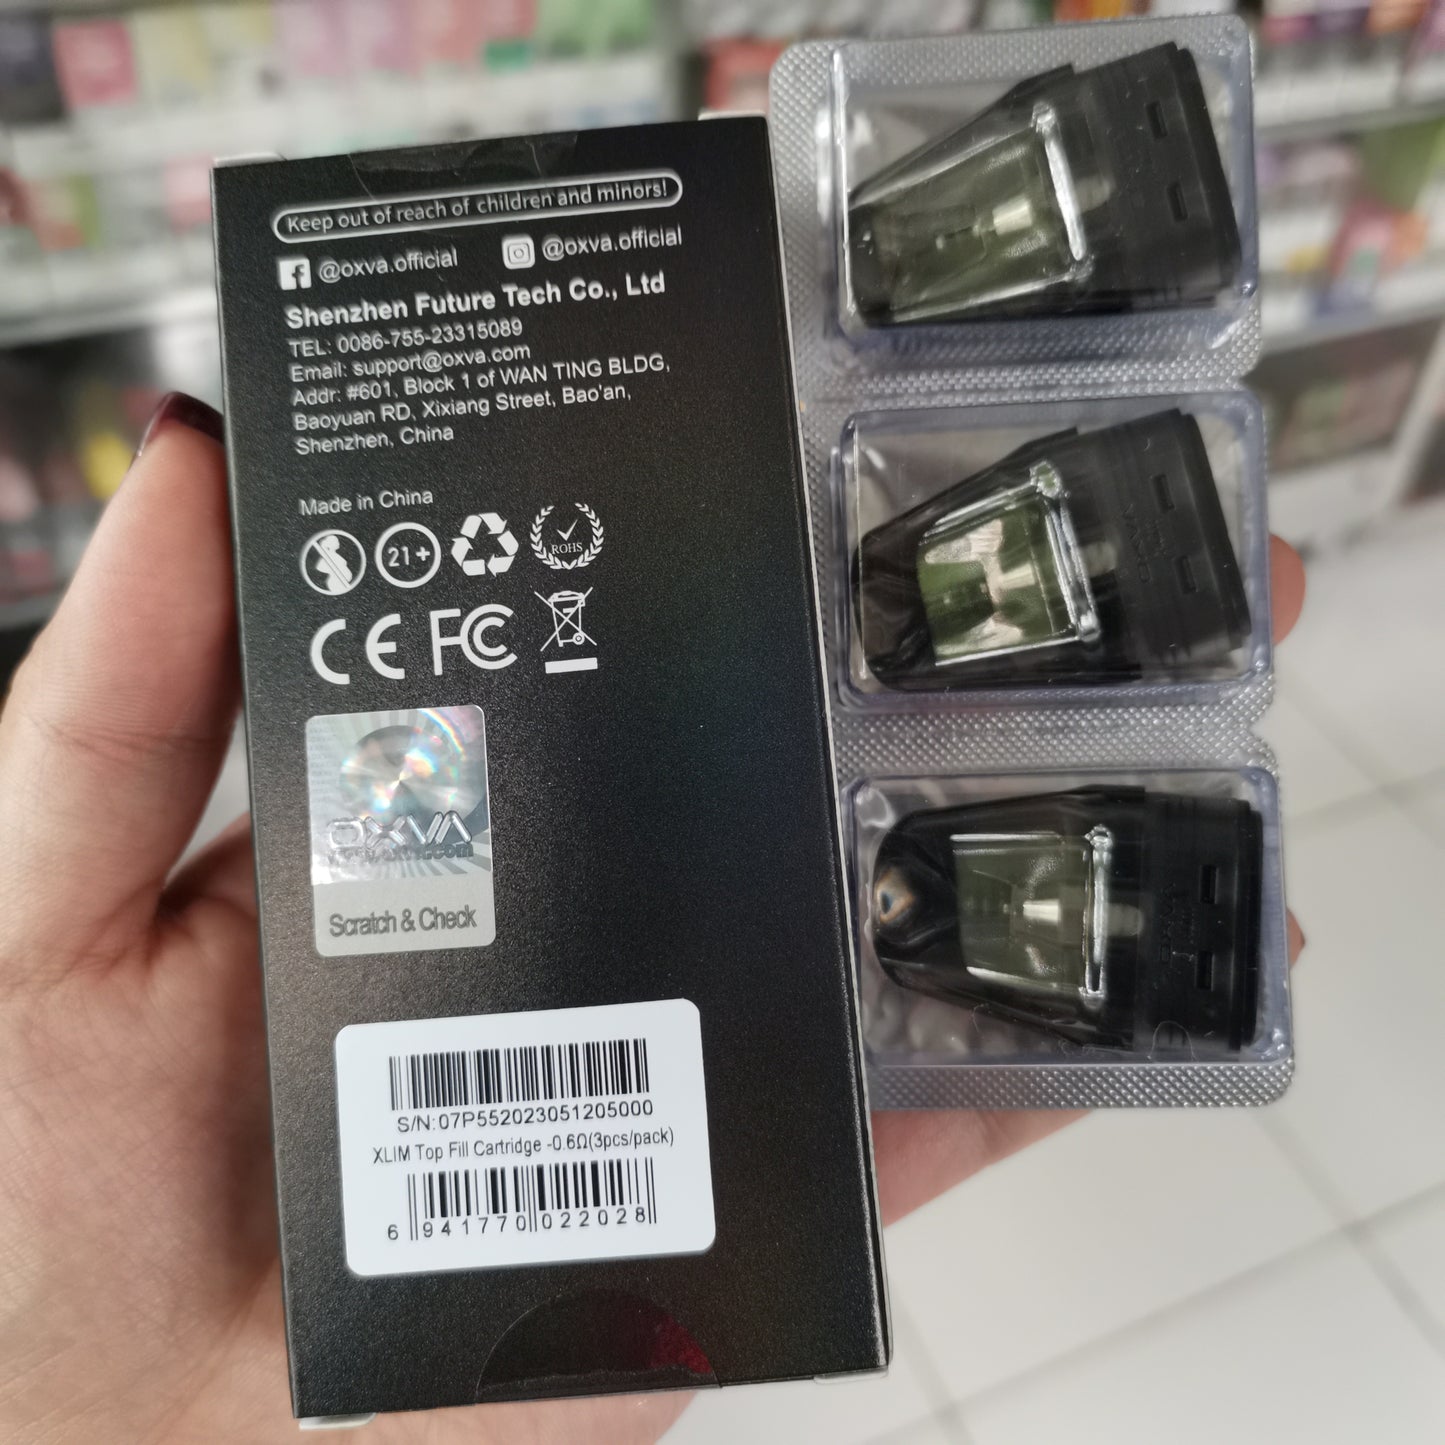 Keep out of reach of children and minors!
@oxva.official @oxva.official
Shenzhen Future Tech Co., Ltd
TEL: 0086-755-23315089
Email: support@oxva.com
Addr: #601, Block 1 of WAN TING BLDG,
Baoyuan RD, Xixiang Street, Bao'an,
Shenzhen, China
Made in China
21+
ROHS
CE FC
OXVA
Scratch & Check
S/N:07P552023051205000
XLIM Top Fill Cartridge -0.6Ω(3pcs/pack)
6 941770 022028